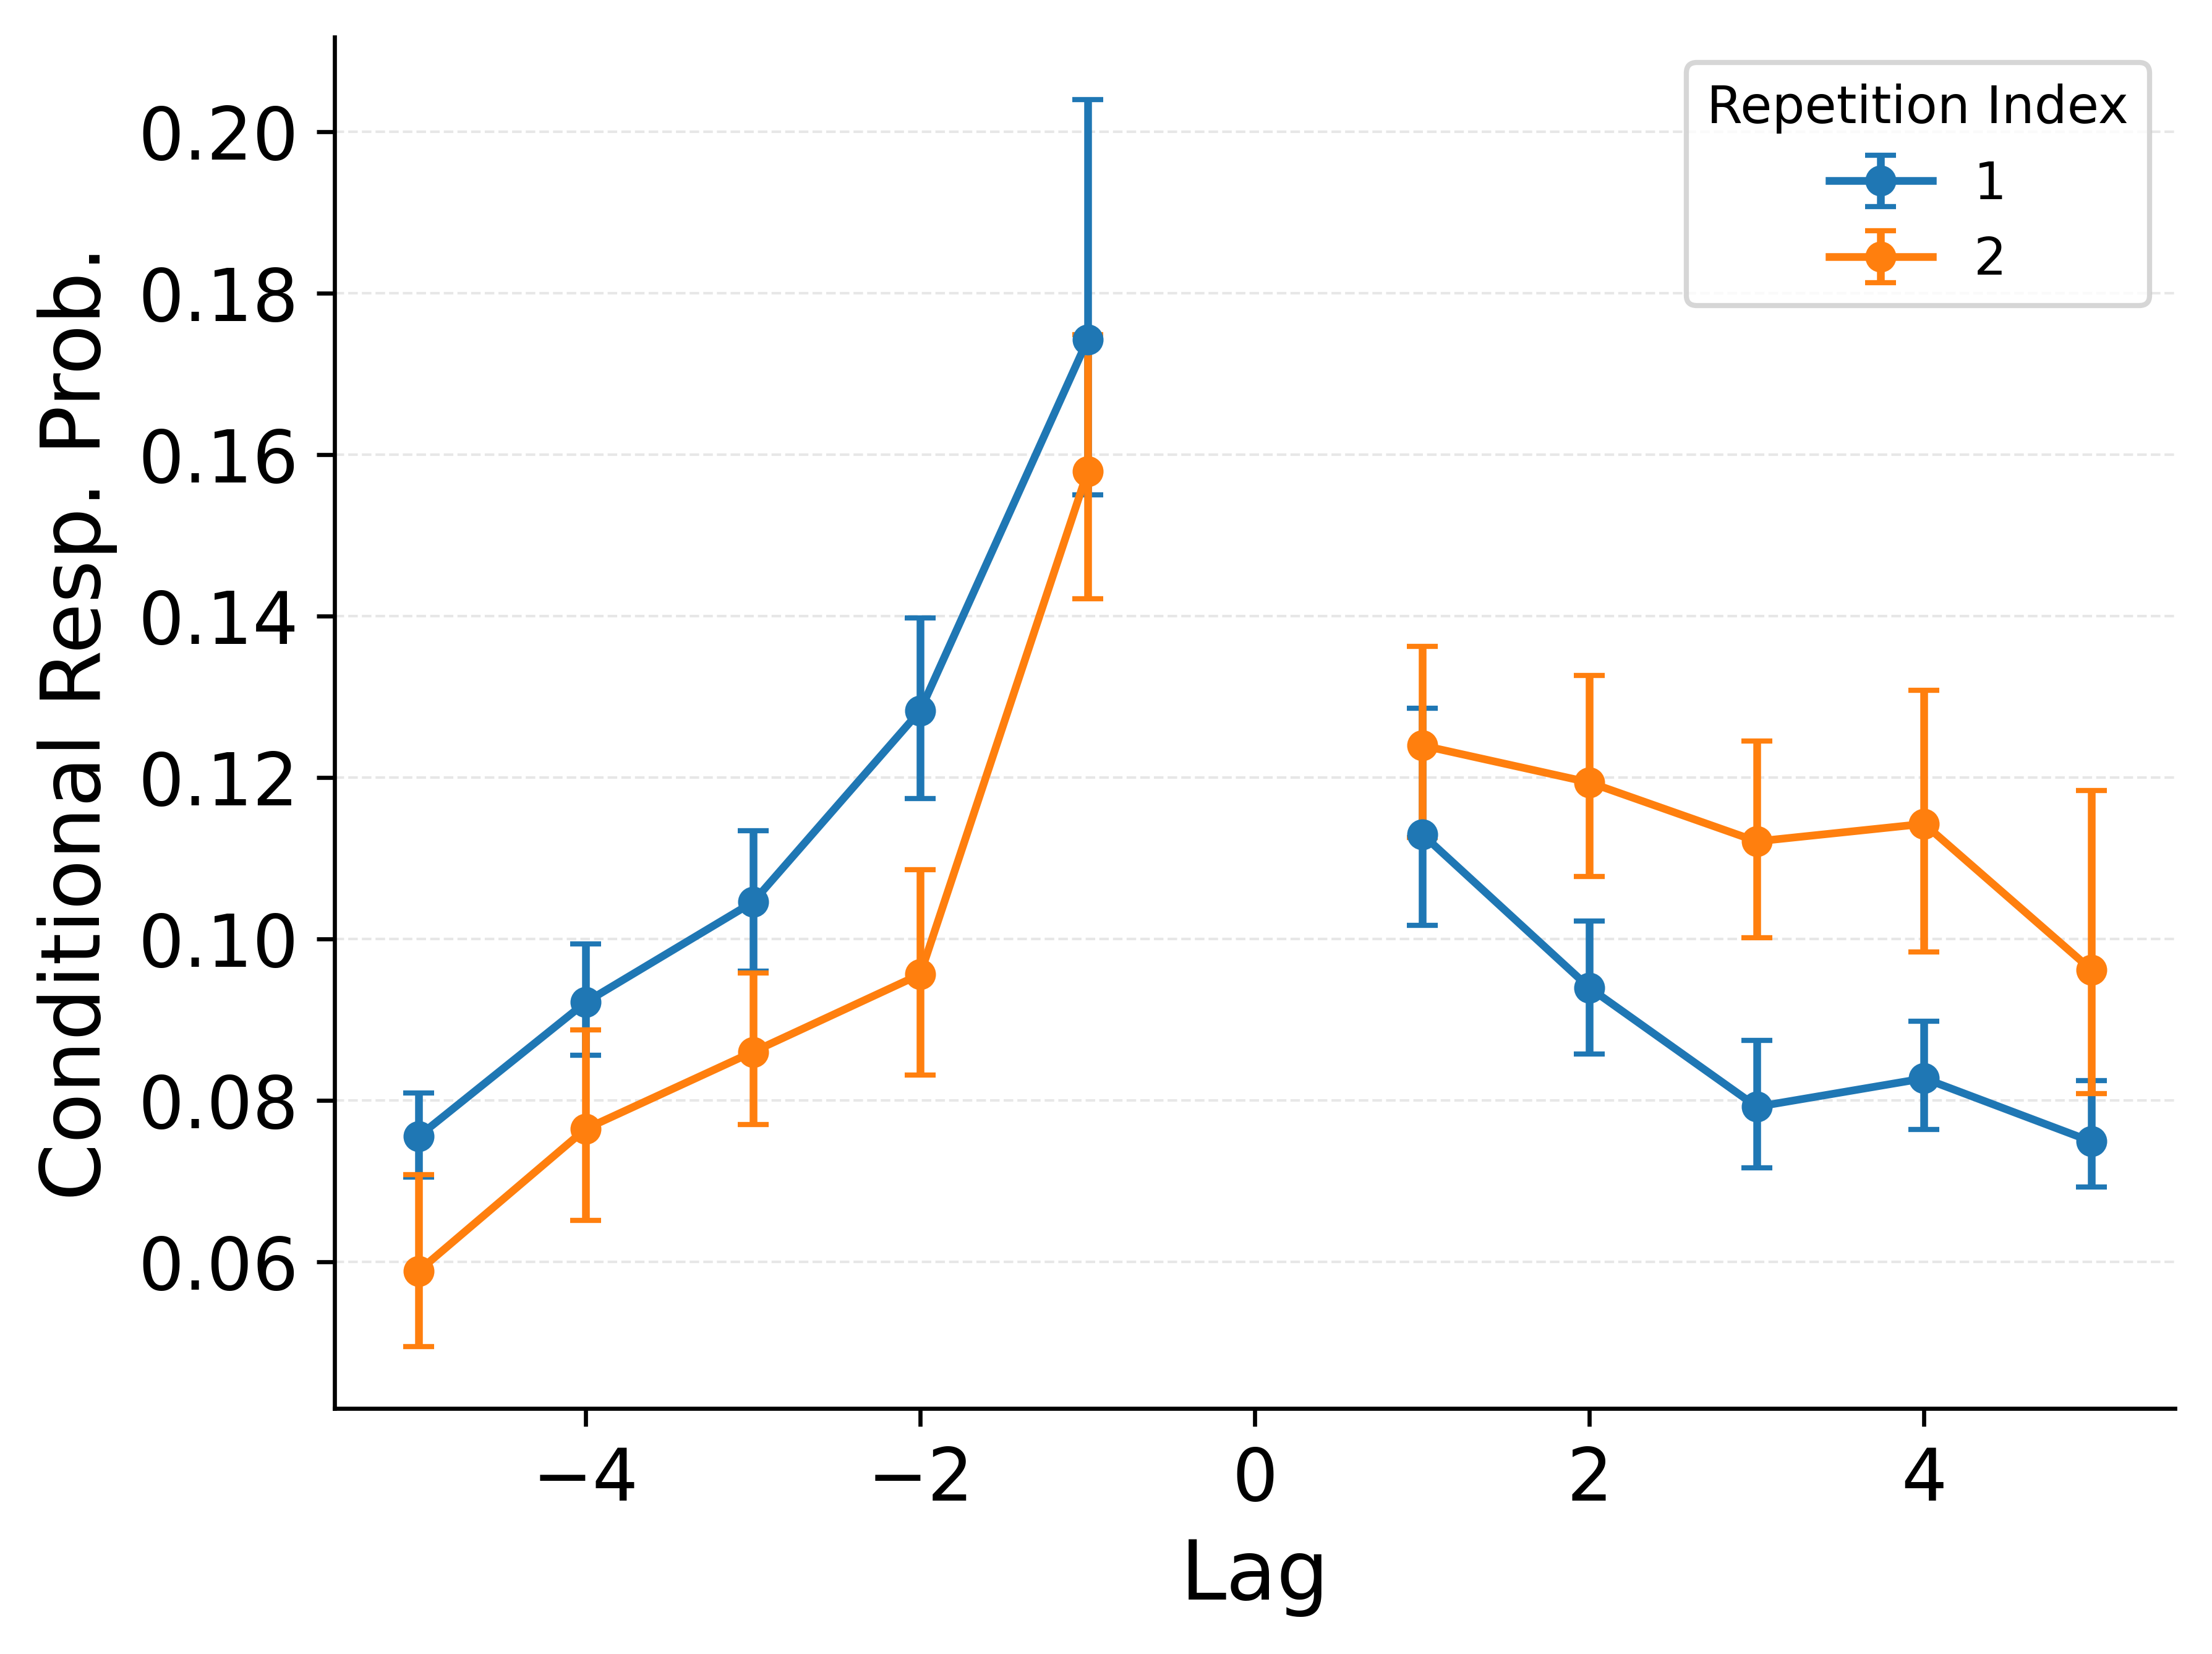 Repetition Index
1
2
Conditional Resp. Prob.
0.20
0.18
0.16
0.14
0.12
0.10
0.08
0.06
−4 −2 0 2 4
Lag